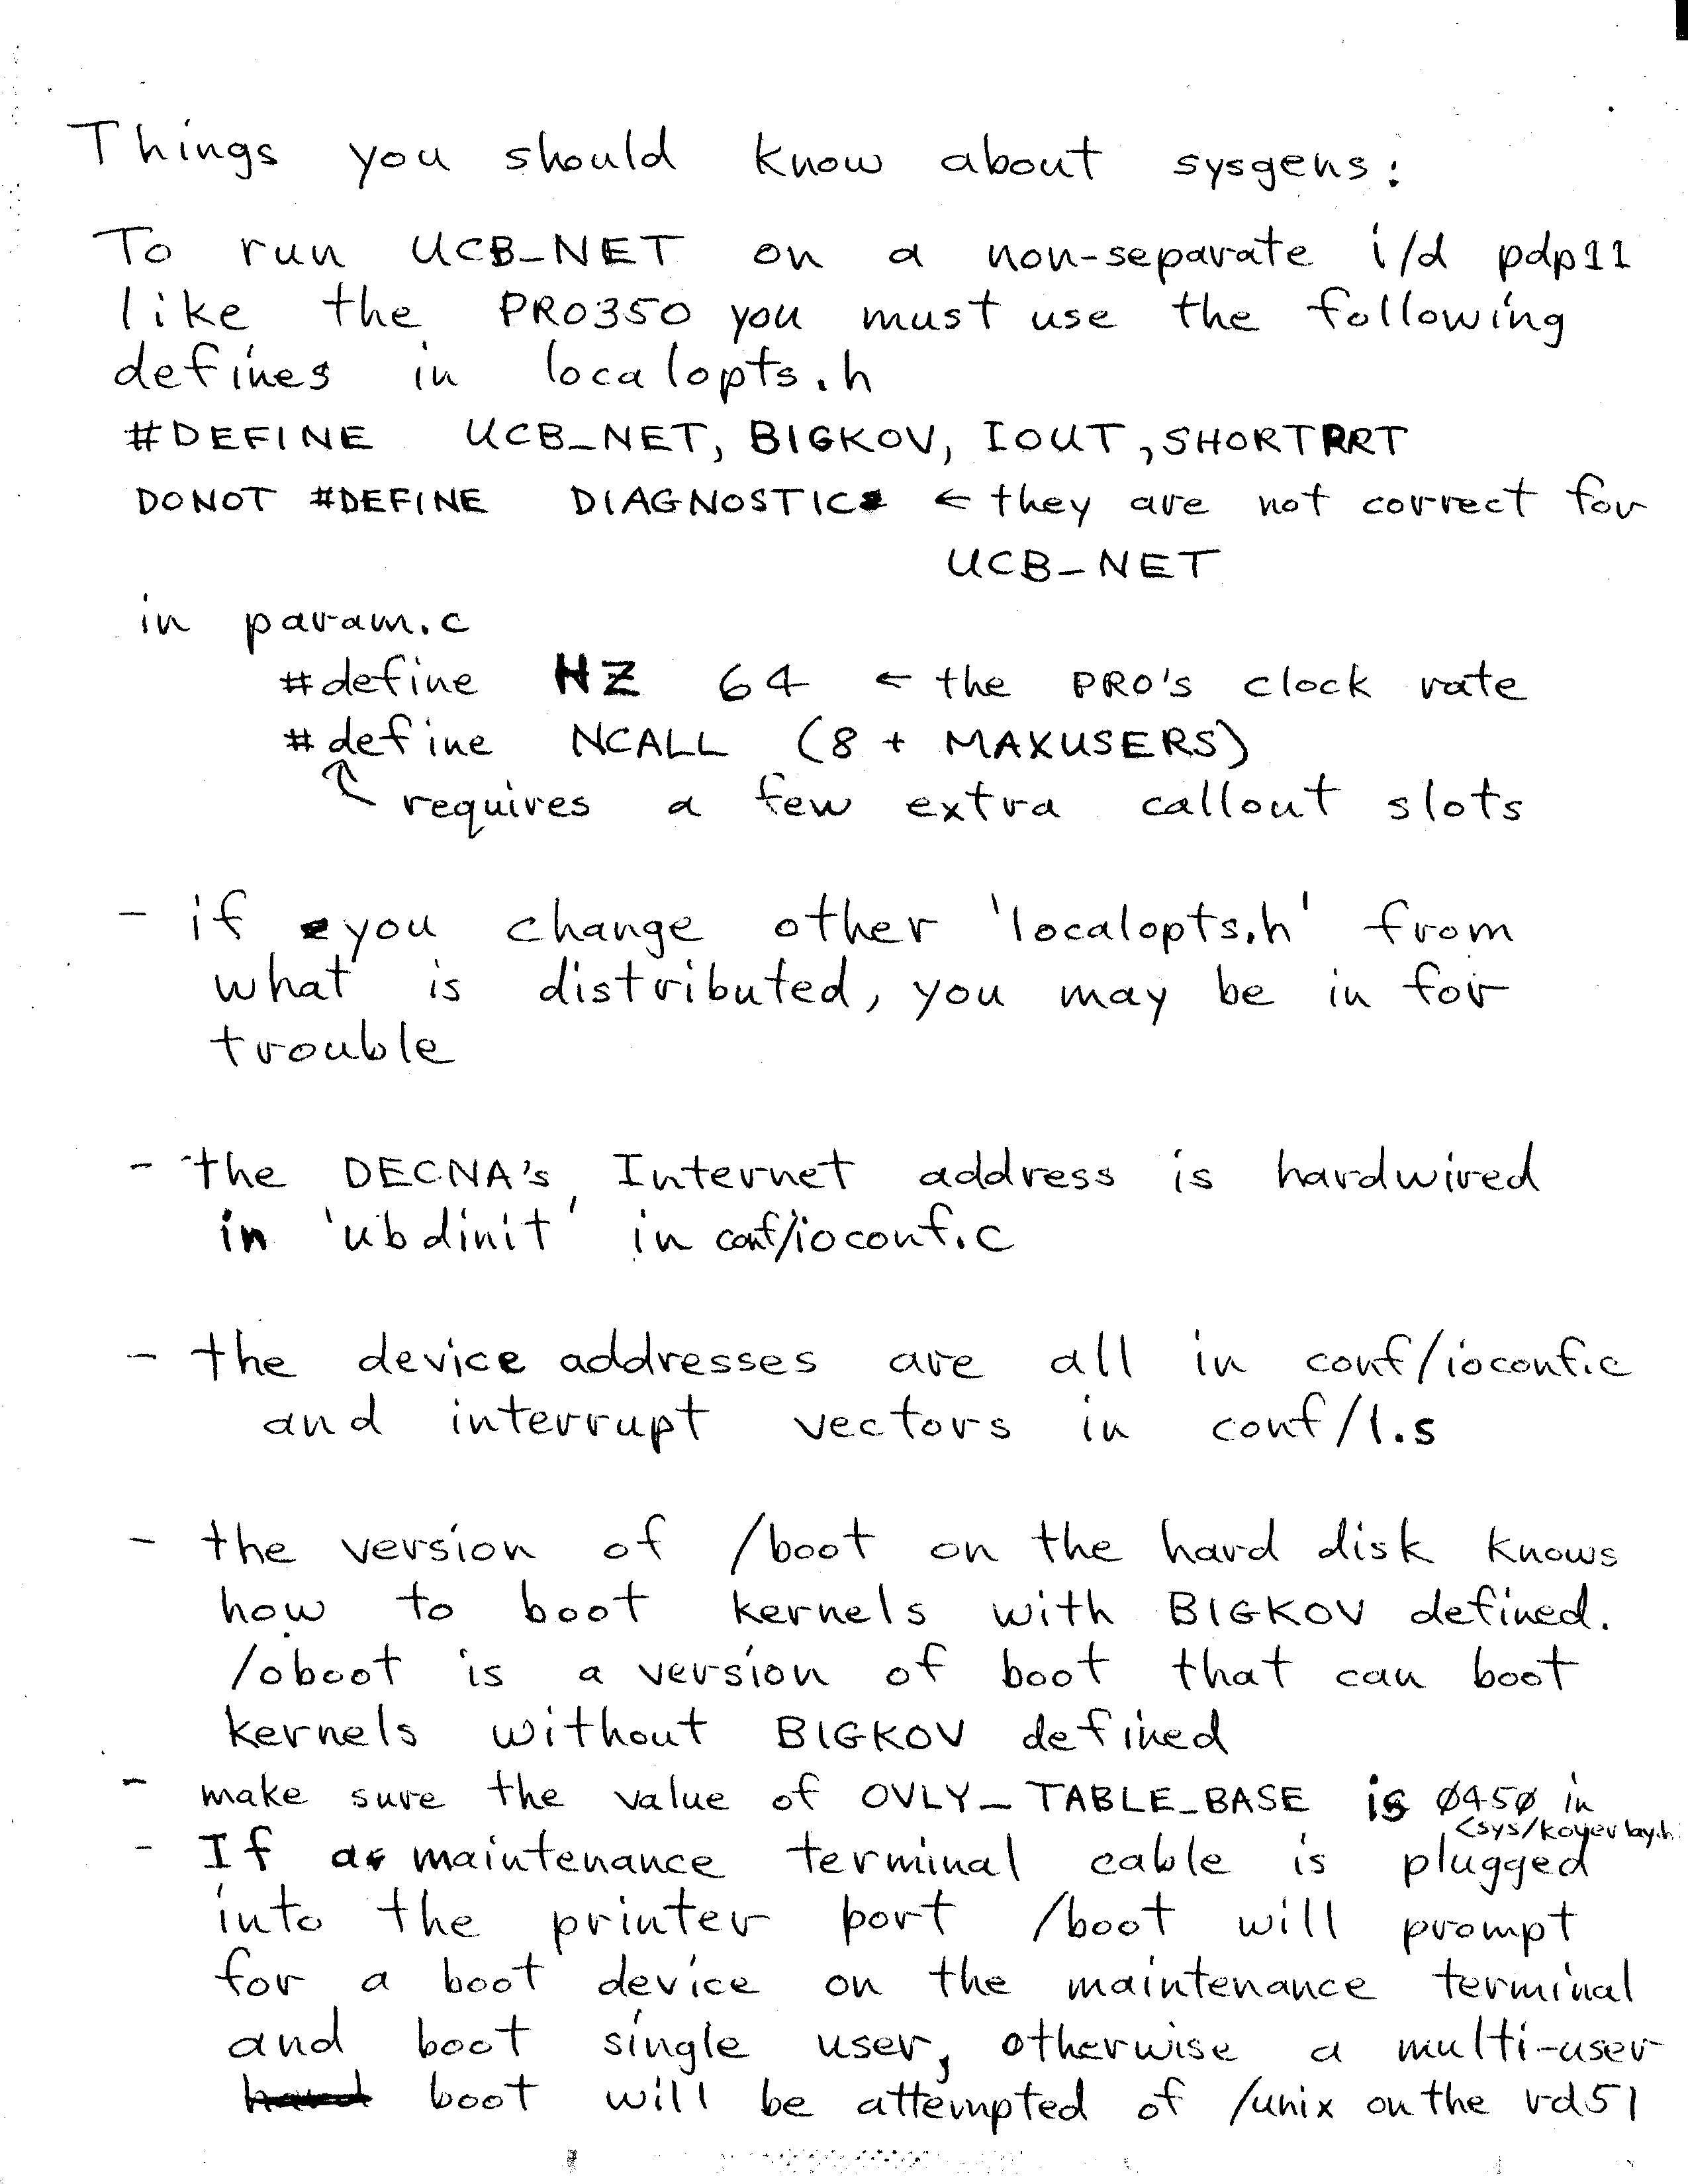 Things you should know about sysgens:
To run UCB_NET on a non-separate i/d pdp11
like the PRO350 you must use the following
defines in localopts.h
#DEFINE UCB_NET, BIGKOV, IOUT, SHORTPRT
DONOT #DEFINE DIAGNOSTIC ← they are not correct for
UCB_NET
in param.c
#define HZ 64 ← the PRO's clock rate
#define NCALL (8 + MAXUSERS)
requires a few extra callout slots
- if you change other 'localopts.h' from
what is distributed, you may be in for
trouble
- the DECNA's Internet address is hardwired
in 'ubdinit' in conf/ioconf.c
- the device addresses are all in conf/ioconf.c
and interrupt vectors in conf/l.s
- the version of /boot on the hard disk knows
how to boot kernels with BIGKOV defined.
/oboot is a version of boot that can boot
kernels without BIGKOV defined
- make sure the value of OVLY_TABLE_BASE is 0450 in
<sys/koverlay.h
- If a maintenance terminal cable is plugged
into the printer port /boot will prompt
for a boot device on the maintenance terminal
and boot single user, otherwise a multi-user
boot will be attempted of /unix on the rd51